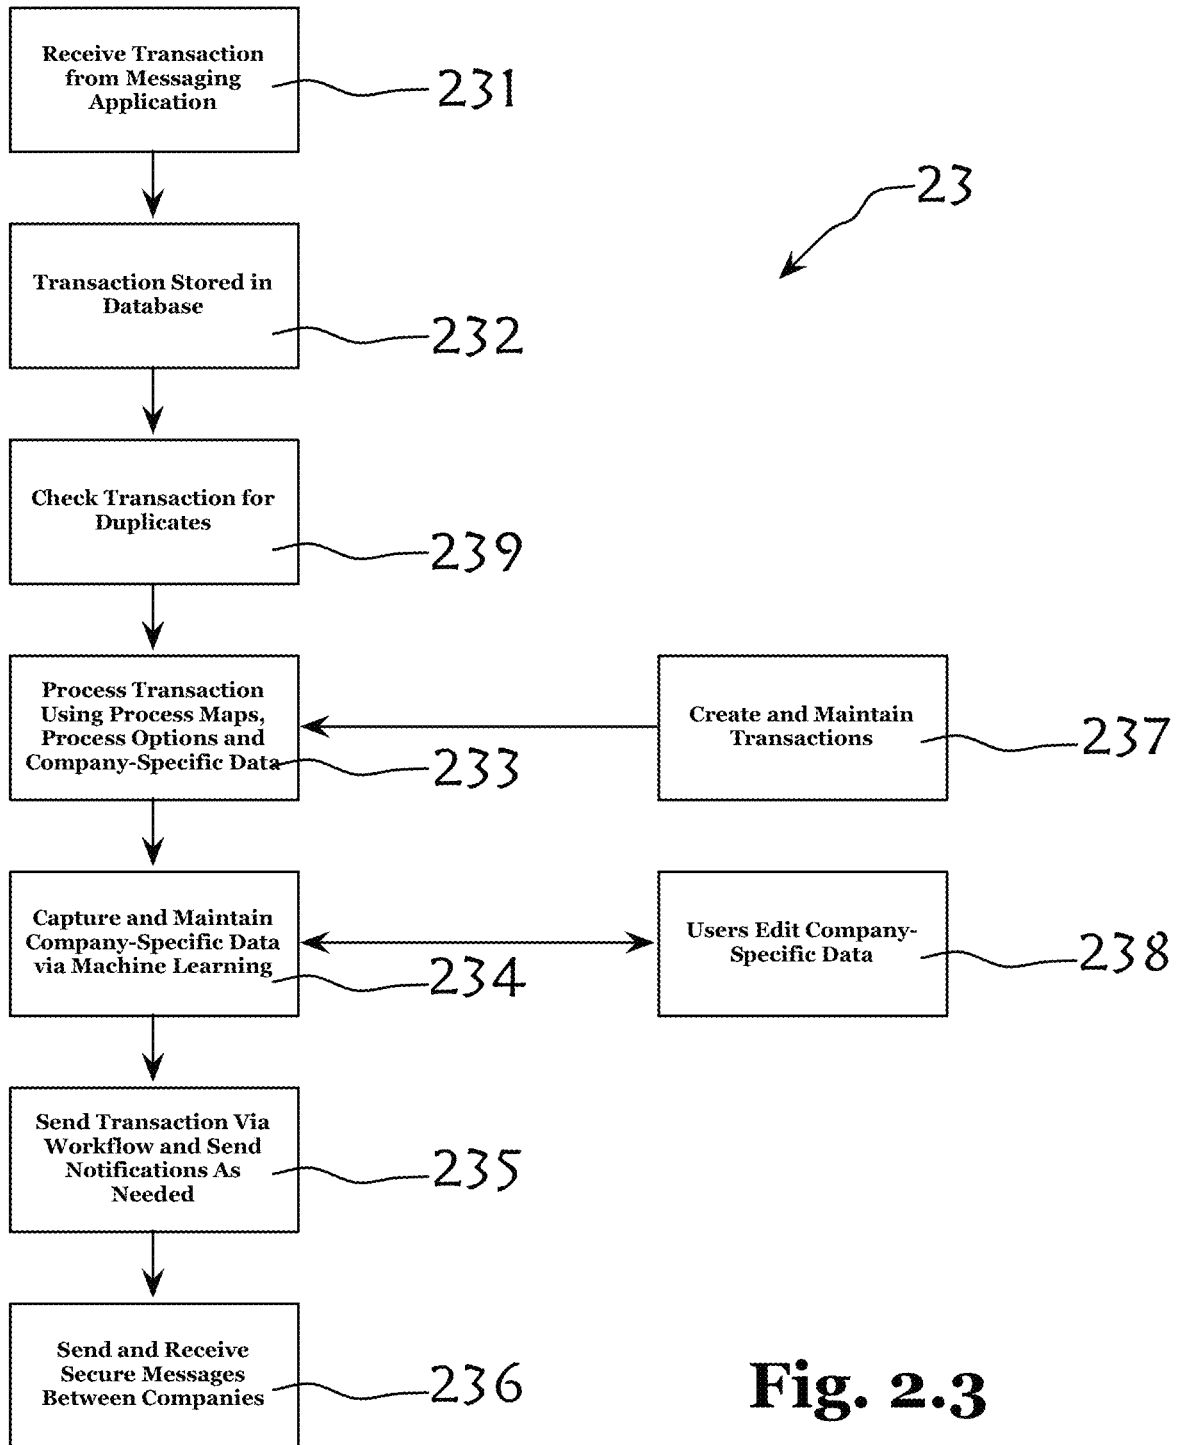 Receive Transaction
from Messaging
Application
231
23
Transaction Stored in
Database
232
Check Transaction for
Duplicates
239
Process Transaction
Using Process Maps,
Process Options and
Company-Specific Data
233
Create and Maintain
Transactions
237
Capture and Maintain
Company-Specific Data
via Machine Learning
234
Users Edit Company-
Specific Data
238
Send Transaction Via
Workflow and Send
Notifications As
Needed
235
Send and Receive
Secure Messages
Between Companies
236
Fig. 2.3